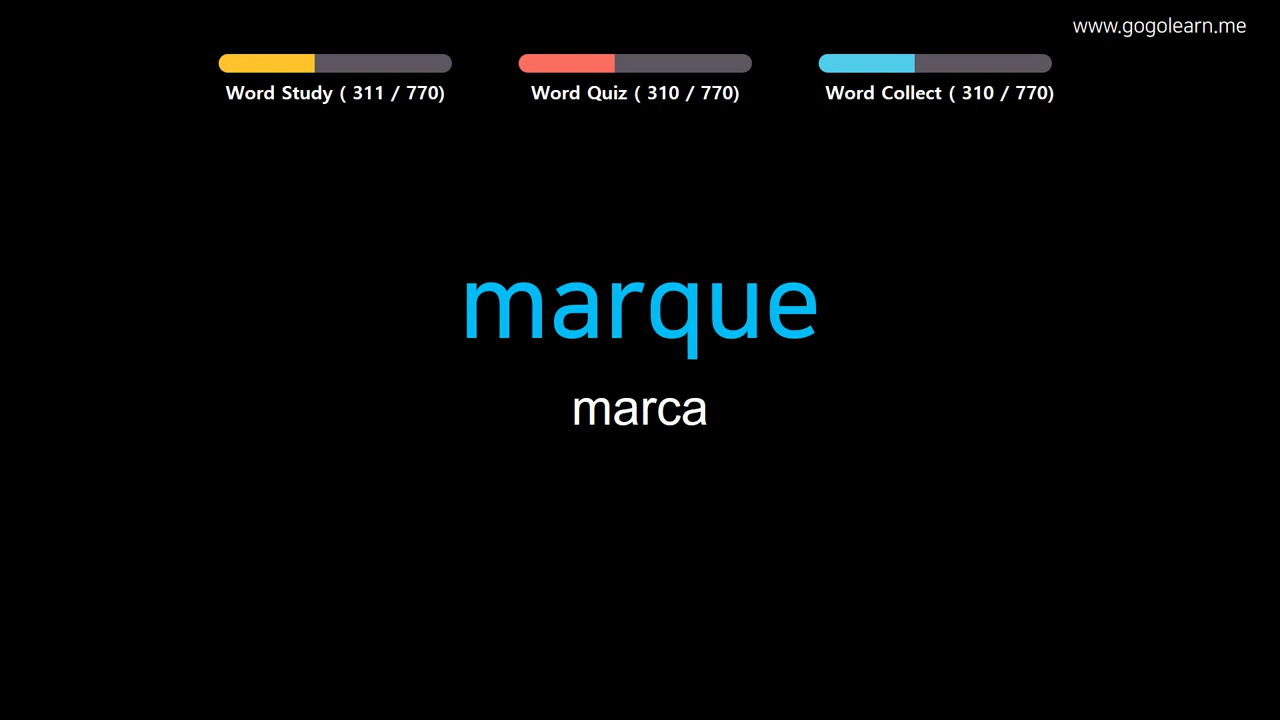 www.gogolearn.me
Word Study ( 311 / 770)
Word Quiz ( 310 / 770)
Word Collect ( 310 / 770)
marque
marca